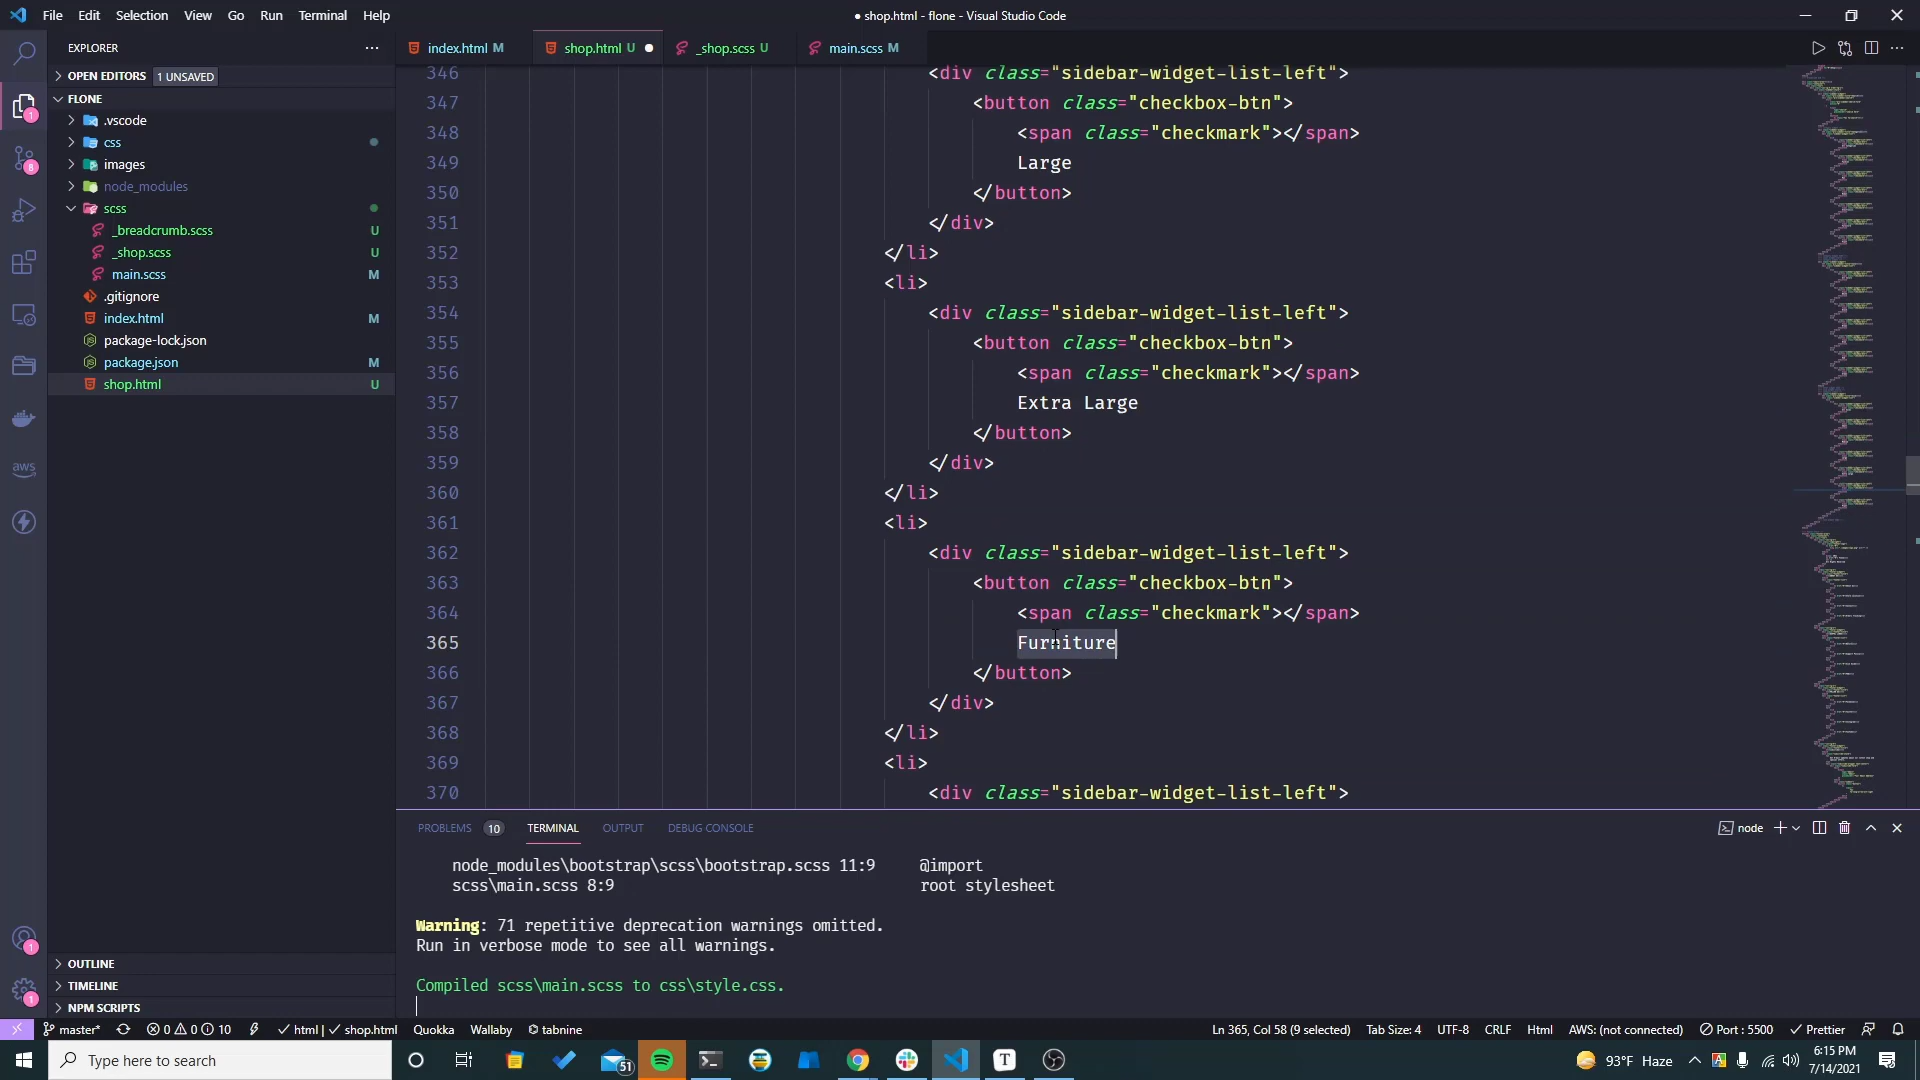 File Edit Selection View Go Run Terminal Help
● shop.html - flone - Visual Studio Code
EXPLORER
index.html M
shop.html U
_shop.scss U
main.scss M
OPEN EDITORS 1 UNSAVED
FLONE
.vscode
css
images
node_modules
scss
_breadcrumb.scss U
_shop.scss U
main.scss M
.gitignore
index.html M
package-lock.json
package.json M
shop.html U
OUTLINE
TIMELINE
NPM SCRIPTS
1
8
aws
1
1
346 <div class="sidebar-widget-list-left">
347 <button class="checkbox-btn">
348 <span class="checkmark"></span>
349 Large
350 </button>
351 </div>
352 </li>
353 <li>
354 <div class="sidebar-widget-list-left">
355 <button class="checkbox-btn">
356 <span class="checkmark"></span>
357 Extra Large
358 </button>
359 </div>
360 </li>
361 <li>
362 <div class="sidebar-widget-list-left">
363 <button class="checkbox-btn">
364 <span class="checkmark"></span>
365 Furniture
366 </button>
367 </div>
368 </li>
369 <li>
370 <div class="sidebar-widget-list-left">
PROBLEMS 10 TERMINAL OUTPUT DEBUG CONSOLE
node
node_modules\bootstrap\scss\bootstrap.scss 11:9 @import
scss\main.scss 8:9 root stylesheet
Warning: 71 repetitive deprecation warnings omitted.
Run in verbose mode to see all warnings.
Compiled scss\main.scss to css\style.css.
master* 0 0 10 html | shop.html Quokka Wallaby tabnine
Ln 365, Col 58 (9 selected) Tab Size: 4 UTF-8 CRLF Html AWS: (not connected) Port : 5500 Prettier
Type here to search
51
T
93°F Haze
A
6:15 PM
7/14/2021